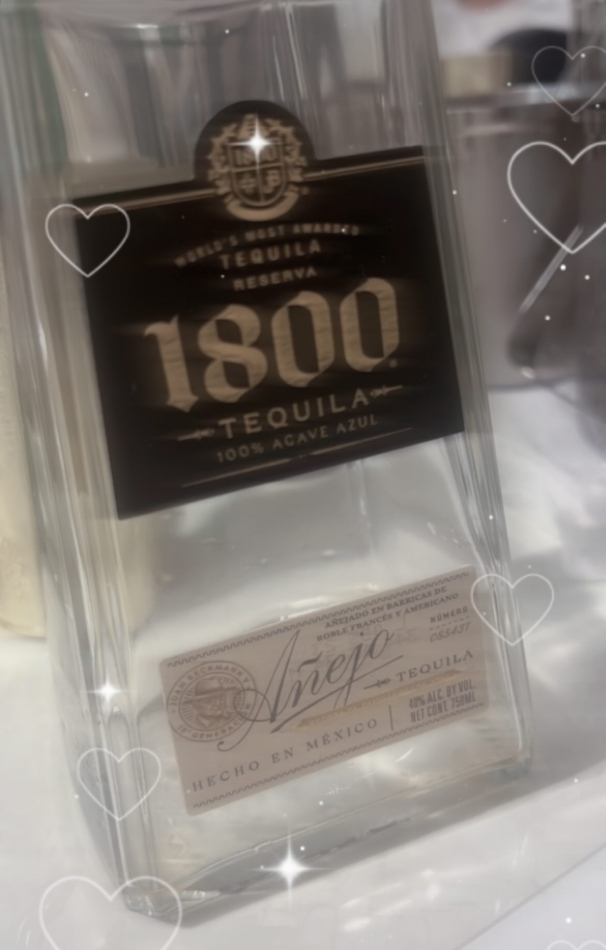 WORLD'S MOST AWARDED
TEQUILA
RESERVA
1800
TEQUILA
100% AGAVE AZUL
AÑEJADO EN BARRICAS DE
ROBLE FRANCÉS Y AMERICANO
NÚMERO
Añejo
TEQUILA
40% ALC. BY VOL.
NET CONT. 750ML
HECHO EN MÉXICO